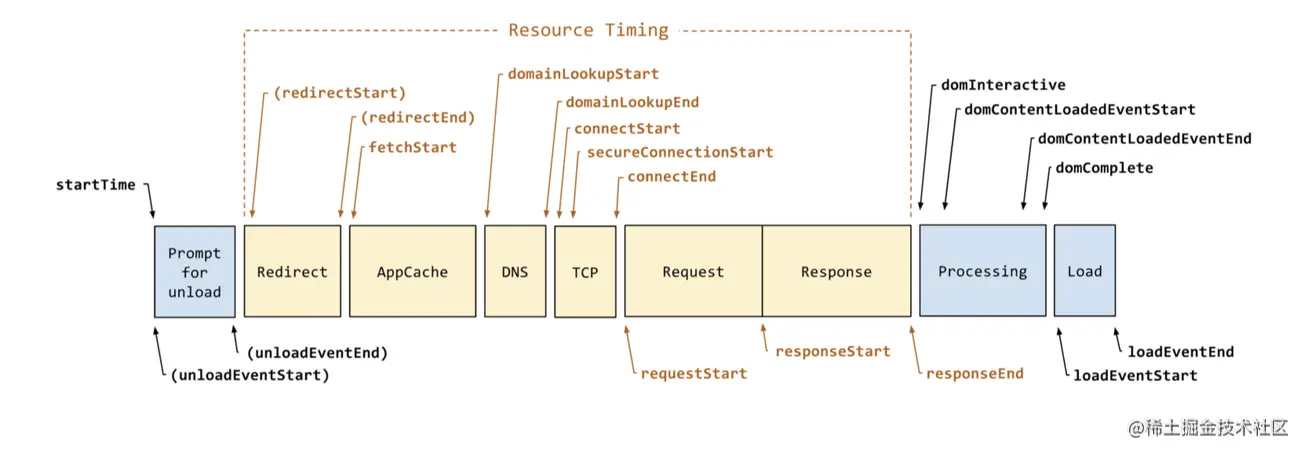 Resource Timing
domainLookupStart
domInteractive
(redirectStart)
domainLookupEnd
domContentLoadedEventStart
(redirectEnd)
connectStart
domContentLoadedEventEnd
fetchStart
secureConnectionStart
domComplete
connectEnd
startTime
Prompt
for
unload
Redirect
AppCache
DNS
TCP
Request
Response
Processing
Load
(unloadEventEnd)
responseStart
loadEventEnd
(unloadEventStart)
requestStart
responseEnd
loadEventStart
@稀土掘金技术社区